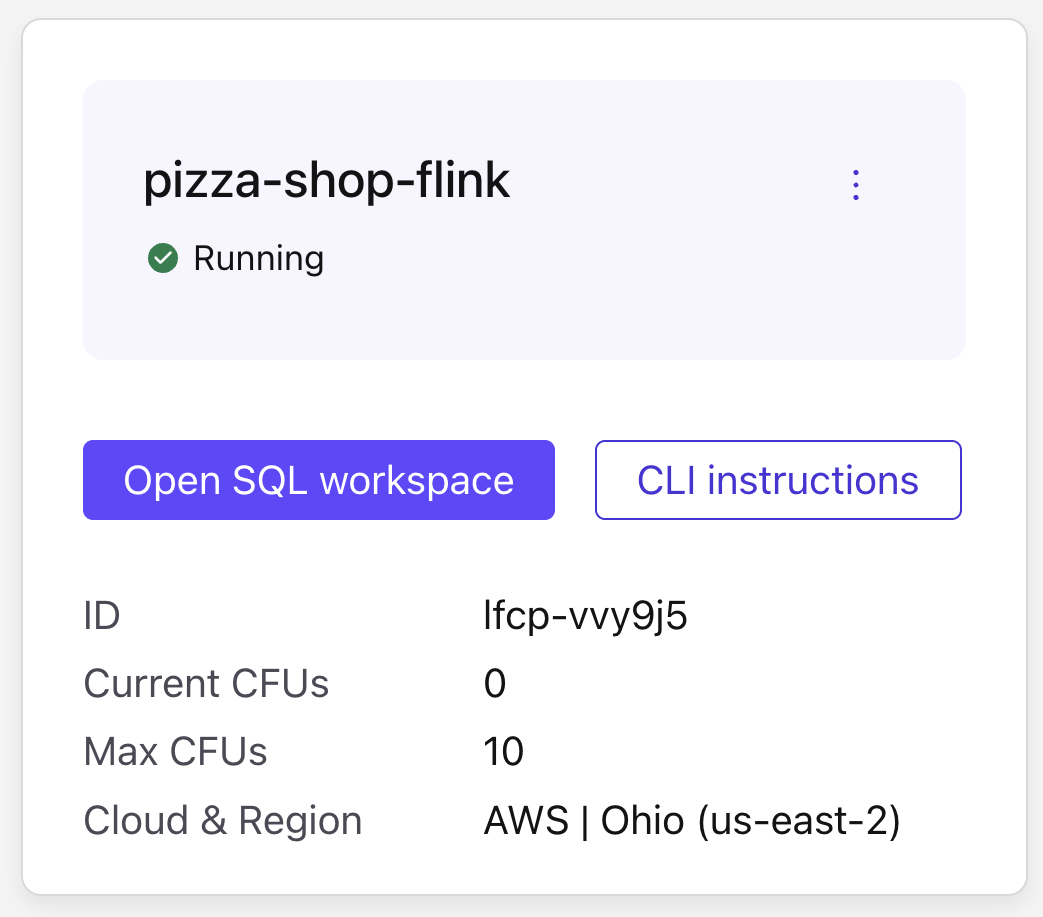 pizza-shop-flink
Running
Open SQL workspace
CLI instructions
ID lfcp-vvy9j5
Current CFUs 0
Max CFUs 10
Cloud & Region AWS | Ohio (us-east-2)